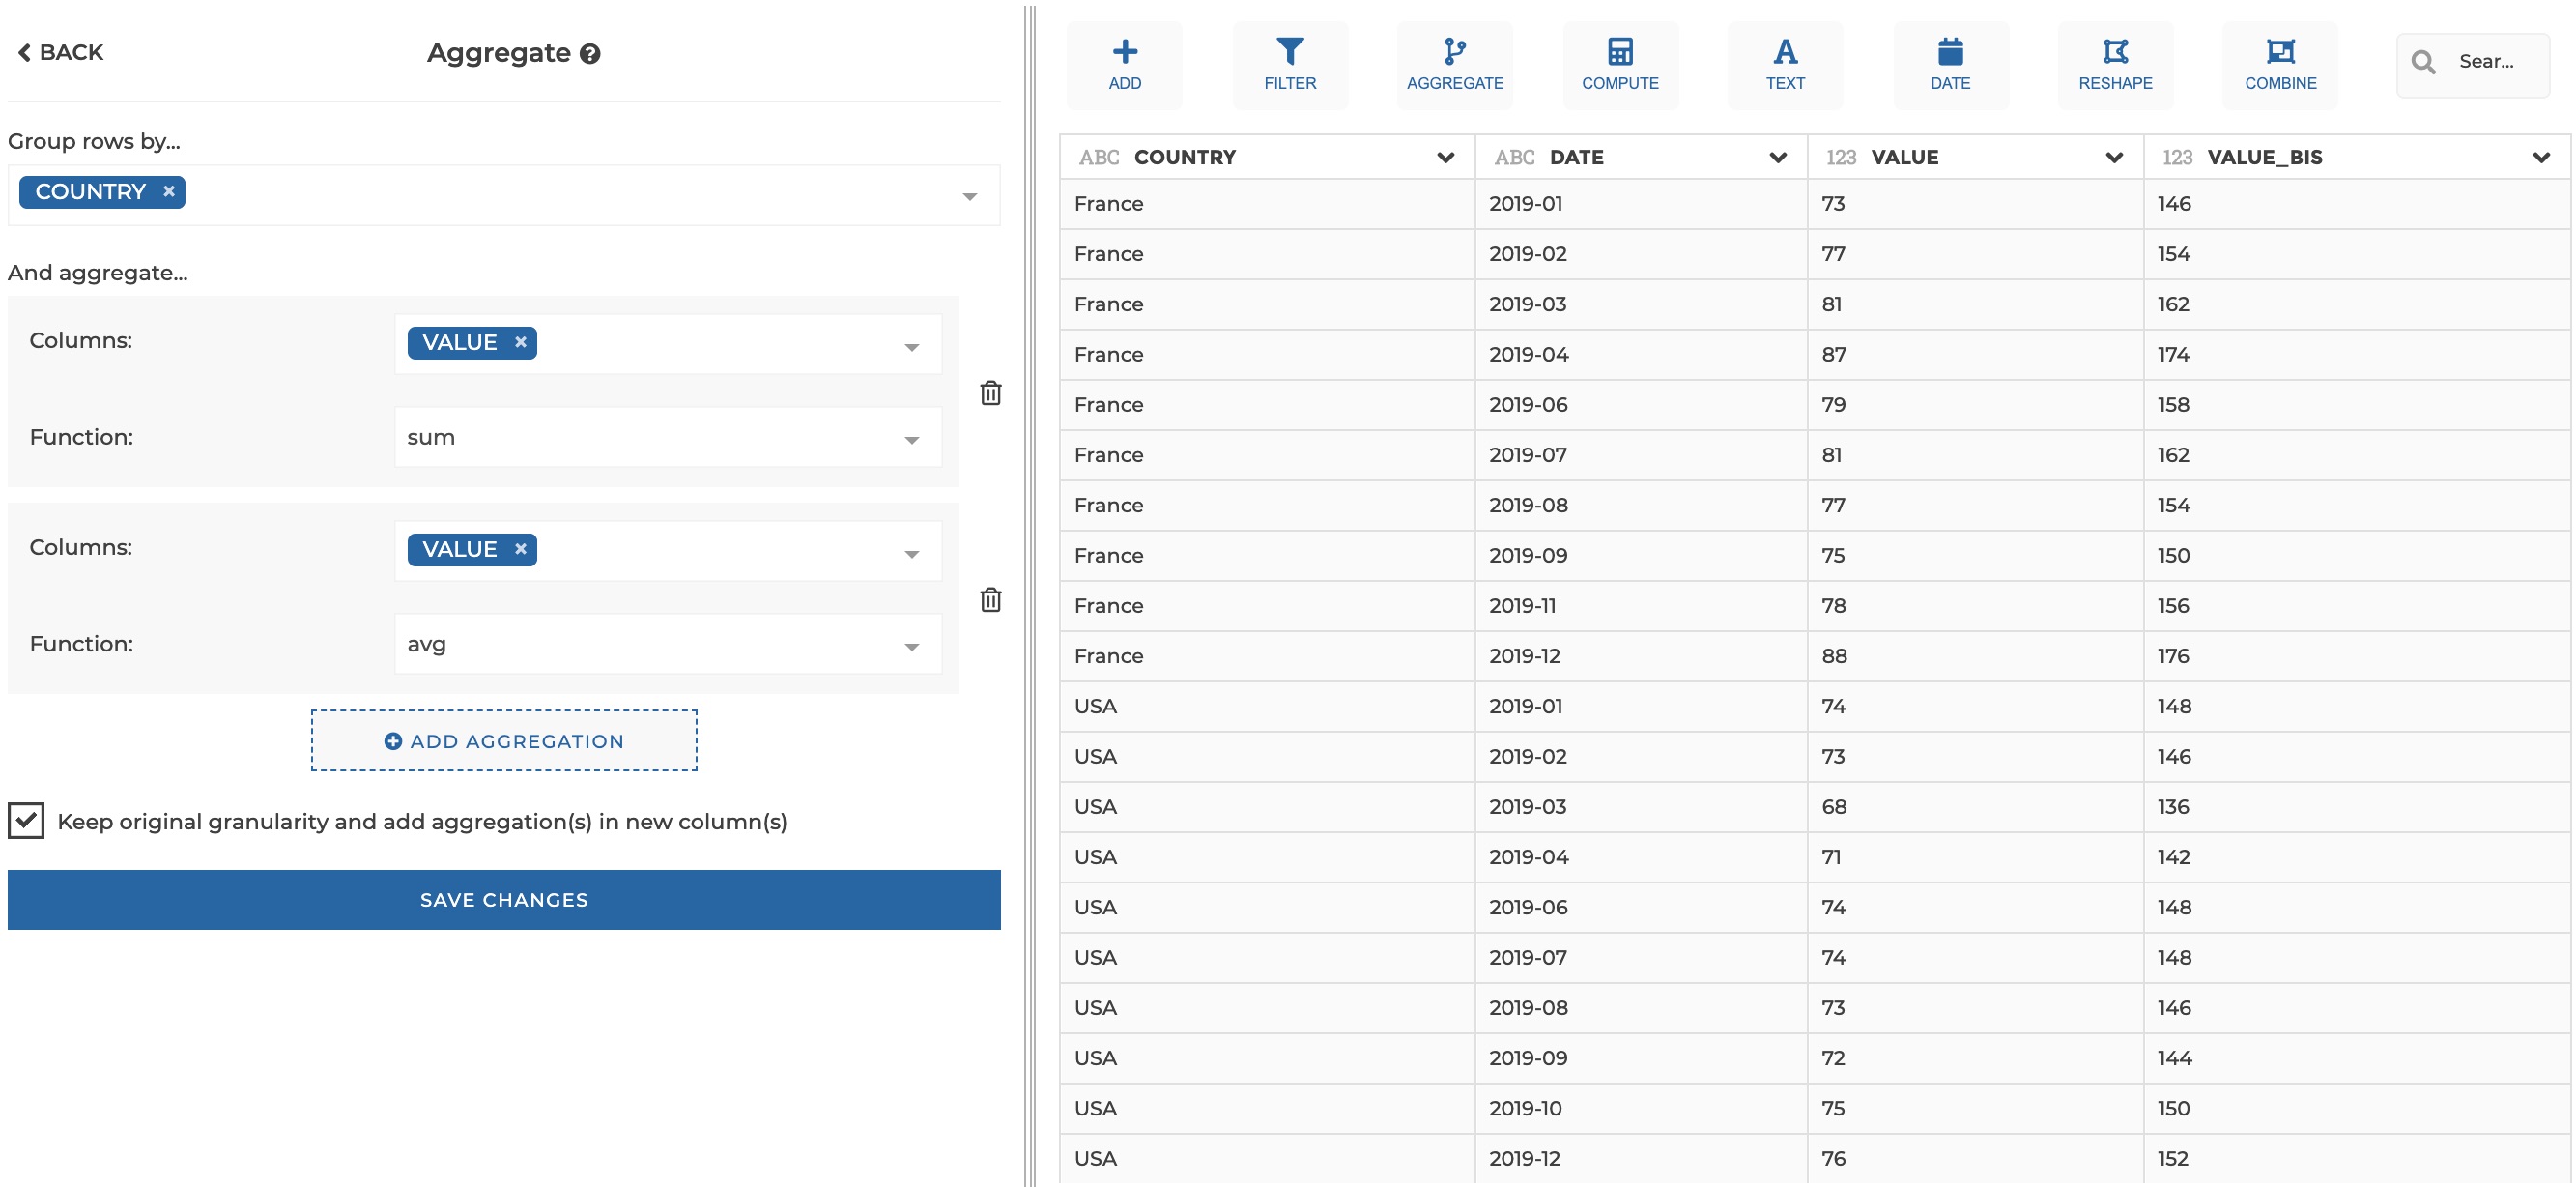 BACK
Aggregate ?
Group rows by...
COUNTRY ×
And aggregate...
Columns: VALUE ×
Function: sum
Columns: VALUE ×
Function: avg
ADD AGGREGATION
Keep original granularity and add aggregation(s) in new column(s)
SAVE CHANGES
ADD FILTER AGGREGATE COMPUTE TEXT DATE RESHAPE COMBINE Sear...
ABC COUNTRY ABC DATE 123 VALUE 123 VALUE_BIS
France 2019-01 73 146
France 2019-02 77 154
France 2019-03 81 162
France 2019-04 87 174
France 2019-06 79 158
France 2019-07 81 162
France 2019-08 77 154
France 2019-09 75 150
France 2019-11 78 156
France 2019-12 88 176
USA 2019-01 74 148
USA 2019-02 73 146
USA 2019-03 68 136
USA 2019-04 71 142
USA 2019-06 74 148
USA 2019-07 74 148
USA 2019-08 73 146
USA 2019-09 72 144
USA 2019-10 75 150
USA 2019-12 76 152